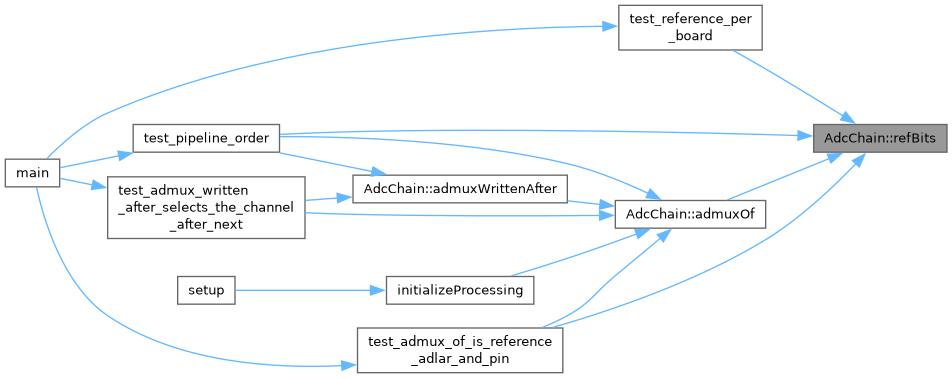 test_reference_per
_board
AdcChain::refBits
test_pipeline_order
main
AdcChain::admuxWrittenAfter
test_admux_written
_after_selects_the_channel
_after_next
AdcChain::admuxOf
setup
initializeProcessing
test_admux_of_is_reference
_adlar_and_pin